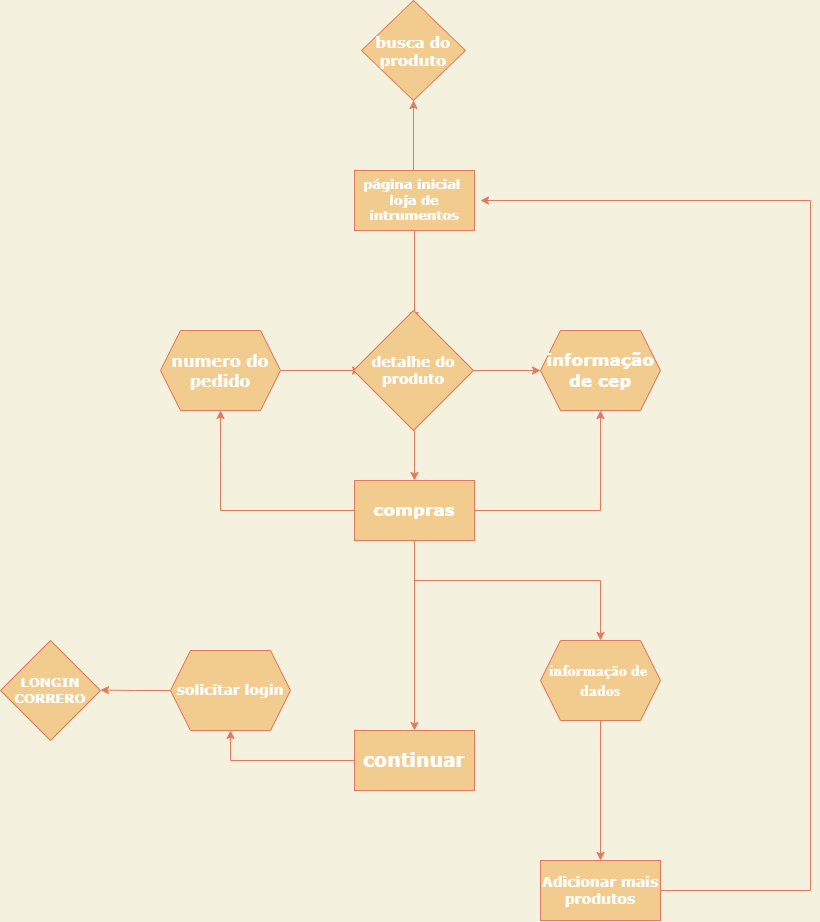 busca do
produto
página inicial
loja de
intrumentos
numero do
pedido
detalhe do
produto
informação
de cep
compras
LONGIN
CORRERO
solicitar login
informação de
dados
continuar
Adicionar mais
produtos